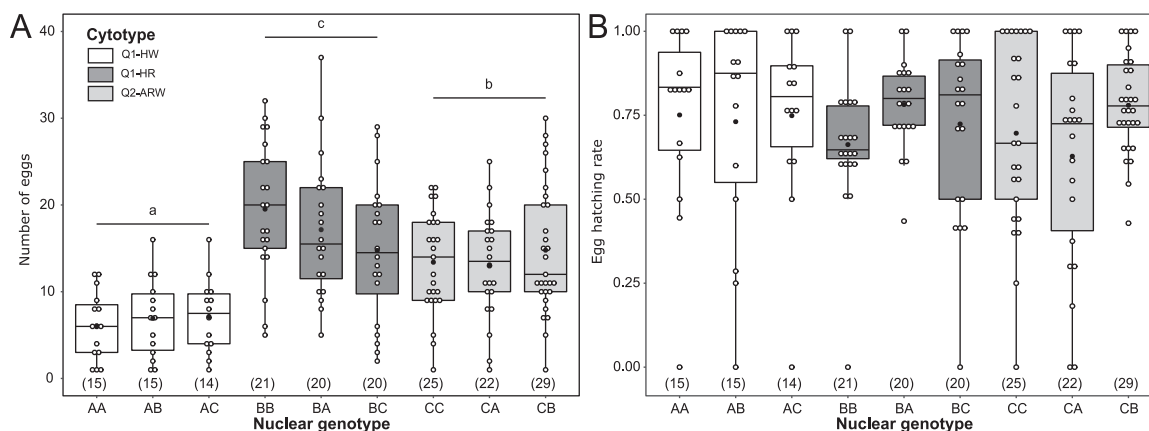 A
Number of eggs
40
30
20
10
0
Cytotype
Q1-HW
Q1-HR
Q2-ARW
a
c
b
(15) (15) (14) (21) (20) (20) (25) (22) (29)
AA AB AC BB BA BC CC CA CB
Nuclear genotype
B
Egg hatching rate
1.00
0.75
0.50
0.25
0.00
(15) (15) (14) (21) (20) (20) (25) (22) (29)
AA AB AC BB BA BC CC CA CB
Nuclear genotype